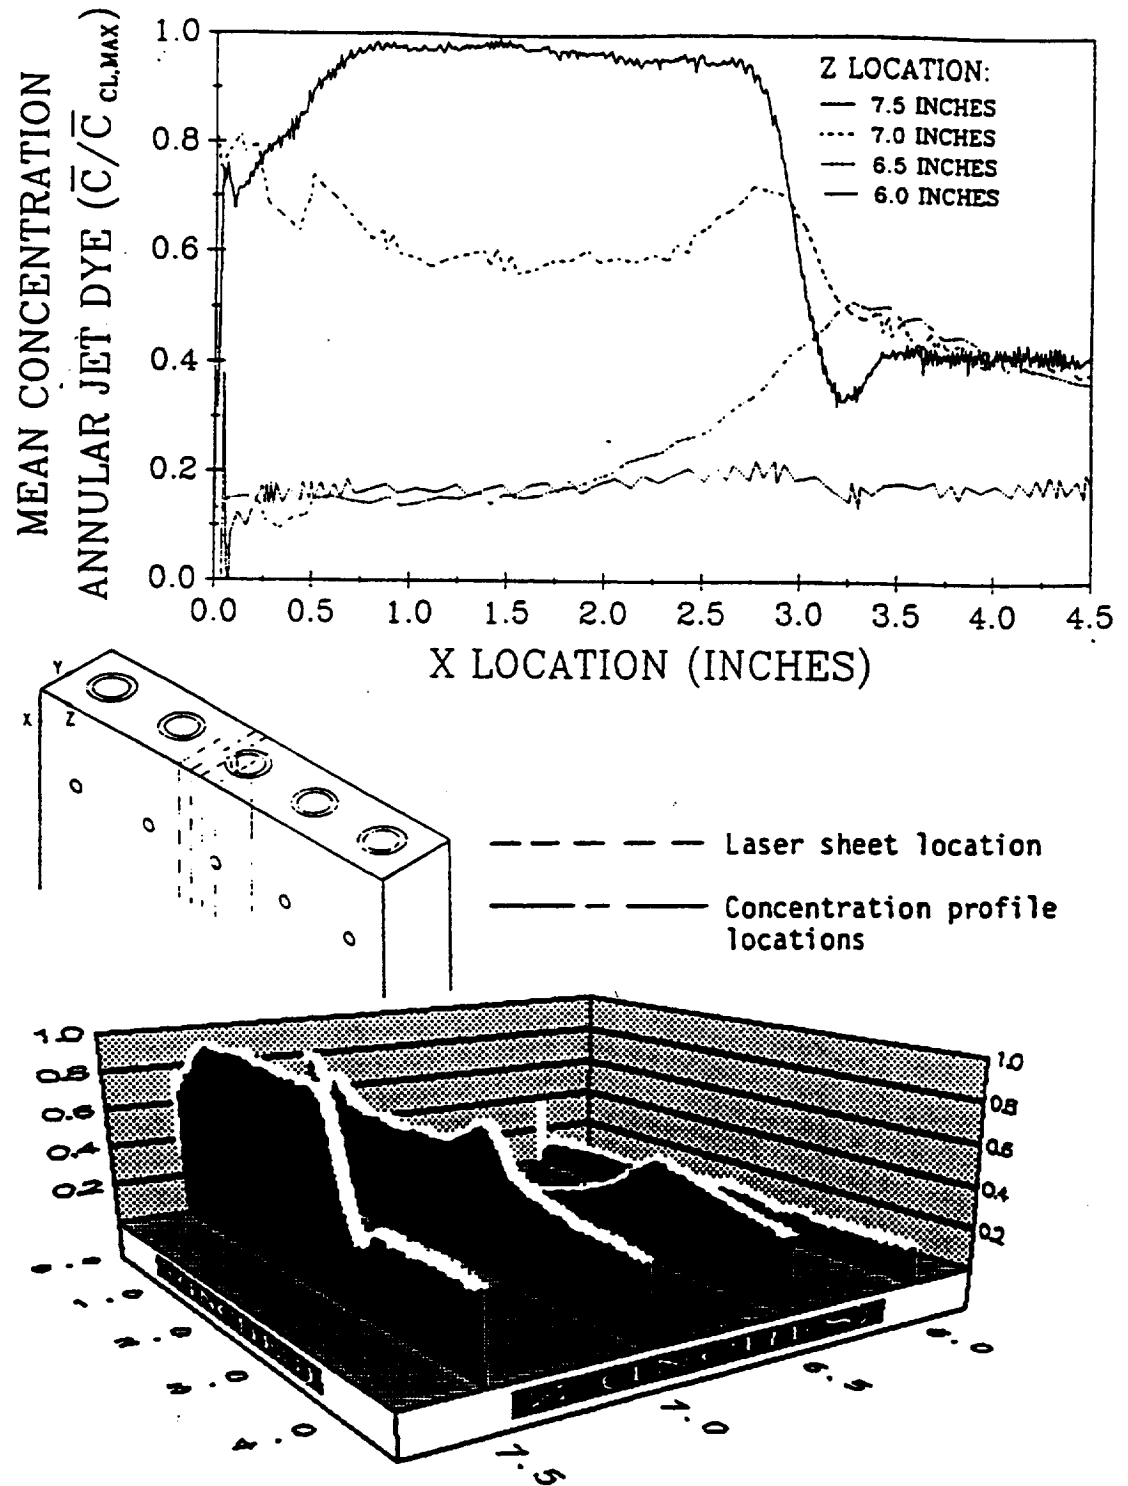 MEAN CONCENTRATION
ANNULAR JET DYE (C̅/C̅ CL,MAX)
1.0
0.8
0.6
0.4
0.2
0.0
Z LOCATION:
7.5 INCHES
7.0 INCHES
6.5 INCHES
6.0 INCHES
0.0 0.5 1.0 1.5 2.0 2.5 3.0 3.5 4.0 4.5
X LOCATION (INCHES)
Y
X Z
Laser sheet location
Concentration profile
locations
1.0
0.8
0.6
0.4
0.2
1.0
0.8
0.6
0.4
0.2
4.0
7.5
7.0
6.5